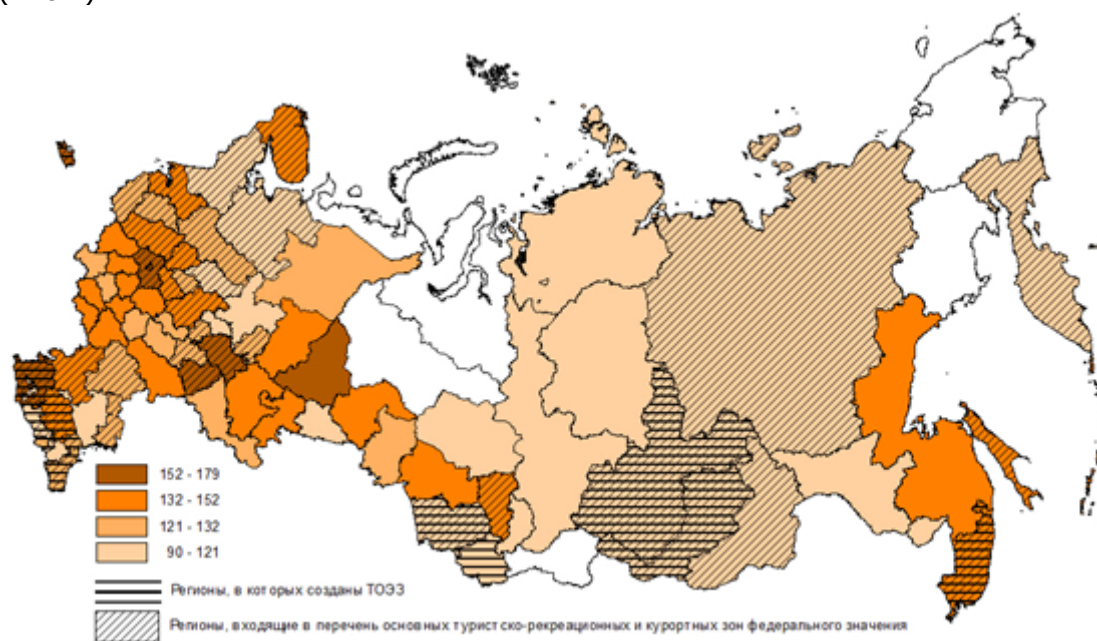 152 - 179
132 - 152
121 - 132
90 - 121
Регионы, в которых созданы ТОЭЗ
Регионы, входящие в перечень основных туристско-рекреационных и курортных зон федерального значения